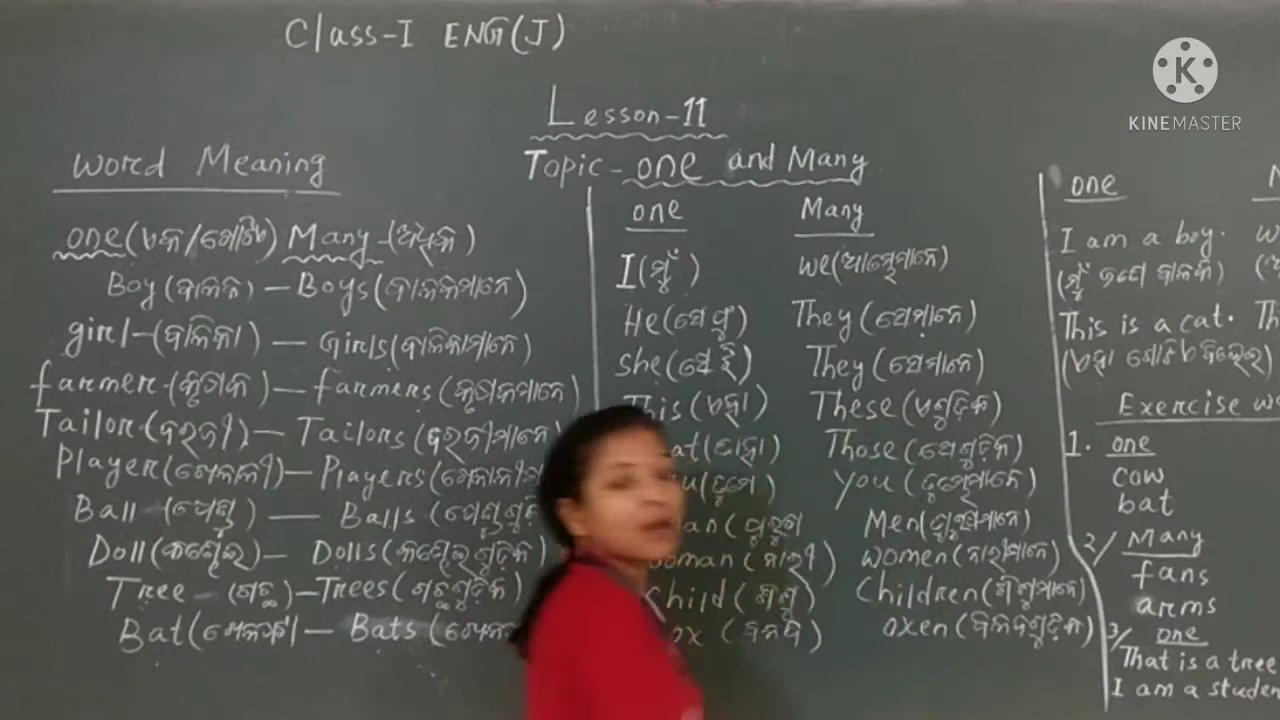 Class-I ENG(J)
KINEMASTER
Lesson-11
Topic - one and Many
Word Meaning
one(ଏକ/ଗୋଟିଏ) Many-(ଅଧିକ)
Boy(ବାଳକ) - Boys(ବାଳକମାନେ)
girl-(ବାଳିକା) - Girls(ବାଳିକାମାନେ)
farmer-(କୃଷକ) - farmers(କୃଷକମାନେ)
Tailor-(ଦରଜୀ) - Tailors(ଦରଜୀମାନେ)
Player(ଖେଳାଳୀ) - Players(ଖେଳାଳୀ
Ball-(ପେଣ୍ଡୁ) - Balls
Doll(କଣ୍ଢେଇ) - Dolls(କଣ୍ଢେଇଗୁଡ଼ିକ)
Tree-(ଗଛ) - Trees(ଗଛଗୁଡ଼ିକ)
Bat - Bats
one Many
I(ମୁଁ) we(ଆମ୍ଭେମାନେ)
He(ସେ ପୁଂ) They(ସେମାନେ)
she(ସେ ସ୍ତ୍ରୀ) They(ସେମାନେ)
This(ଏହା) These(ଏଗୁଡ଼ିକ)
at(ତାହା) Those(ସେଗୁଡ଼ିକ)
u(ତୁମେ) you(ତୁମ୍ଭେମାନେ)
an(ପୁରୁଷ Men(ପୁରୁଷମାନେ)
oman(ନାରୀ) women(ନାରୀମାନେ)
child(ଶିଶୁ) Children(ଶିଶୁମାନେ)
ox(ବଳଦ) oxen(ବଳଦଗୁଡ଼ିକ)
one
I am a boy.
(ମୁଁ ଜଣେ ବାଳକ)
This is a cat.
(ଏହା ଗୋଟିଏ ବିଲେଇ)
Exercise
1. one
cow
bat
2/ Many
fans
arms
3/ one
That is a tree
I am a studen